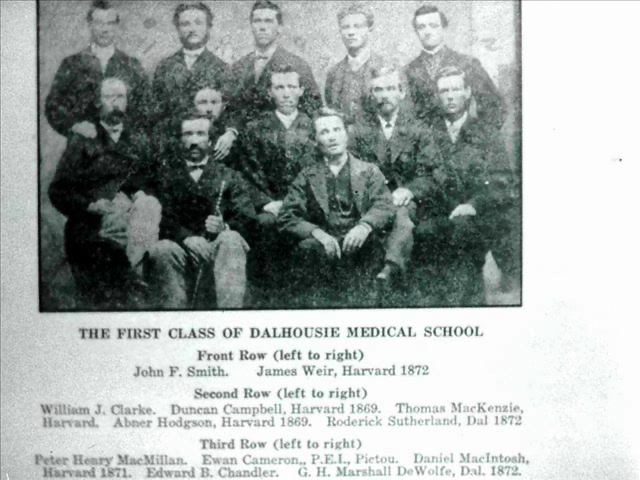 THE FIRST CLASS OF DALHOUSIE MEDICAL SCHOOL
Front Row (left to right)
John F. Smith. James Weir, Harvard 1872
Second Row (left to right)
William J. Clarke. Duncan Campbell, Harvard 1869. Thomas MacKenzie,
Harvard. Abner Hodgson, Harvard 1869. Roderick Sutherland, Dal 1872
Third Row (left to right)
Peter Henry MacMillan. Ewan Cameron,, P.E.I., Pictou. Daniel MacIntosh,
Harvard 1871. Edward B. Chandler. G. H. Marshall DeWolfe, Dal. 1872.